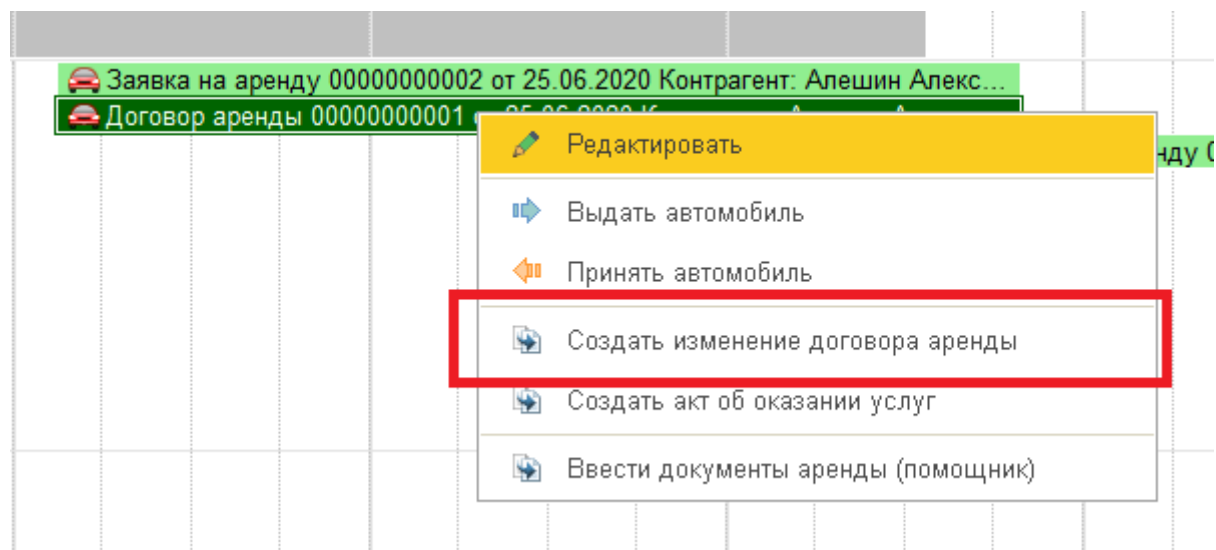 Заявка на аренду 00000000002 от 25.06.2020 Контрагент: Алешин Алекс...
Договор аренды 00000000001
Редактировать
нду
Выдать автомобиль
Принять автомобиль
Создать изменение договора аренды
Создать акт об оказании услуг
Ввести документы аренды (помощник)